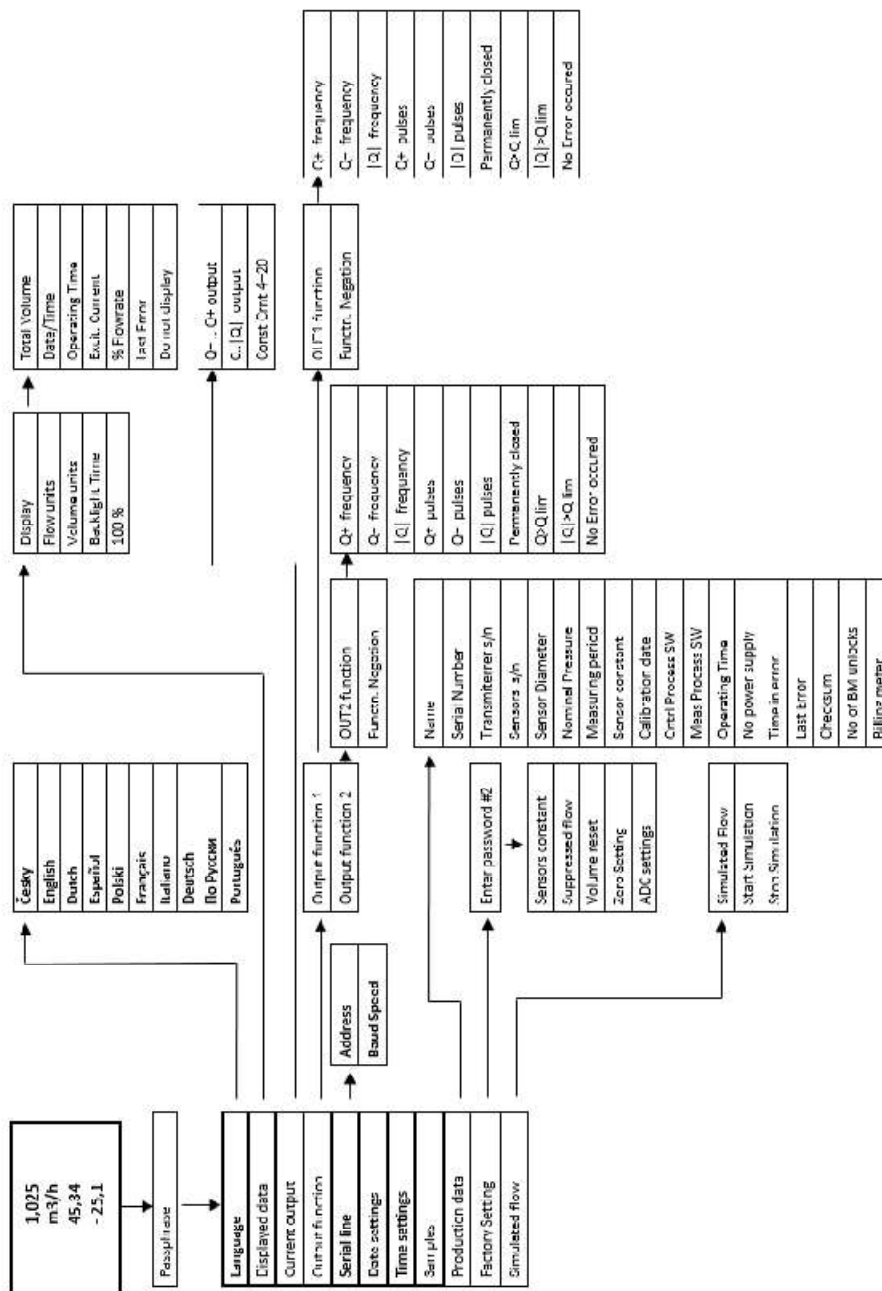 1,025
m3/h
45,34
-25,1
Passphrase
Language
Displayed data
Current output
Output function
Serial line
Date settings
Time settings
Samples
Production data
Factory Setting
Simulated flow
Česky
English
Dutch
Español
Polski
Français
Italiano
Deutsch
По Русски
Português
Display
Flow units
Volume units
Backlight Time
100 %
Total Volume
Date/Time
Operating Time
Excit. Current
% Flowrate
Last Error
Do not display
Q- .. Q+ output
output
Const Crnt 4-20
Output function 1
Output function 2
OUT1 function
Functn. Negation
Q+ frequency
Q- frequency
|Q| frequency
Q+ pulses
Q- pulses
|Q| pulses
Permanently closed
Q>Q lim
|Q|>Q lim
No Error occured
OUT2 function
Functn. Negation
Q+ frequency
Q- frequency
|Q| frequency
Q+ pulses
Q- pulses
|Q| pulses
Permanently closed
Q>Q lim
|Q|>Q lim
No Error occured
Address
Baud Speed
Name
Serial Number
Transmiterrer s/n
Sensors s/n
Sensor Diameter
Nominal Pressure
Measuring period
Sensor constant
Calibration date
Cntrl Process SW
Meas Process SW
Operating Time
No power supply
Time in error
Last Error
Checksum
No of BM unlocks
Billing meter
Enter password #2
Sensors constant
Suppressed flow
Volume reset
Zero Setting
ADC settings
Simulated Flow
Start Simulation
Stop Simulation